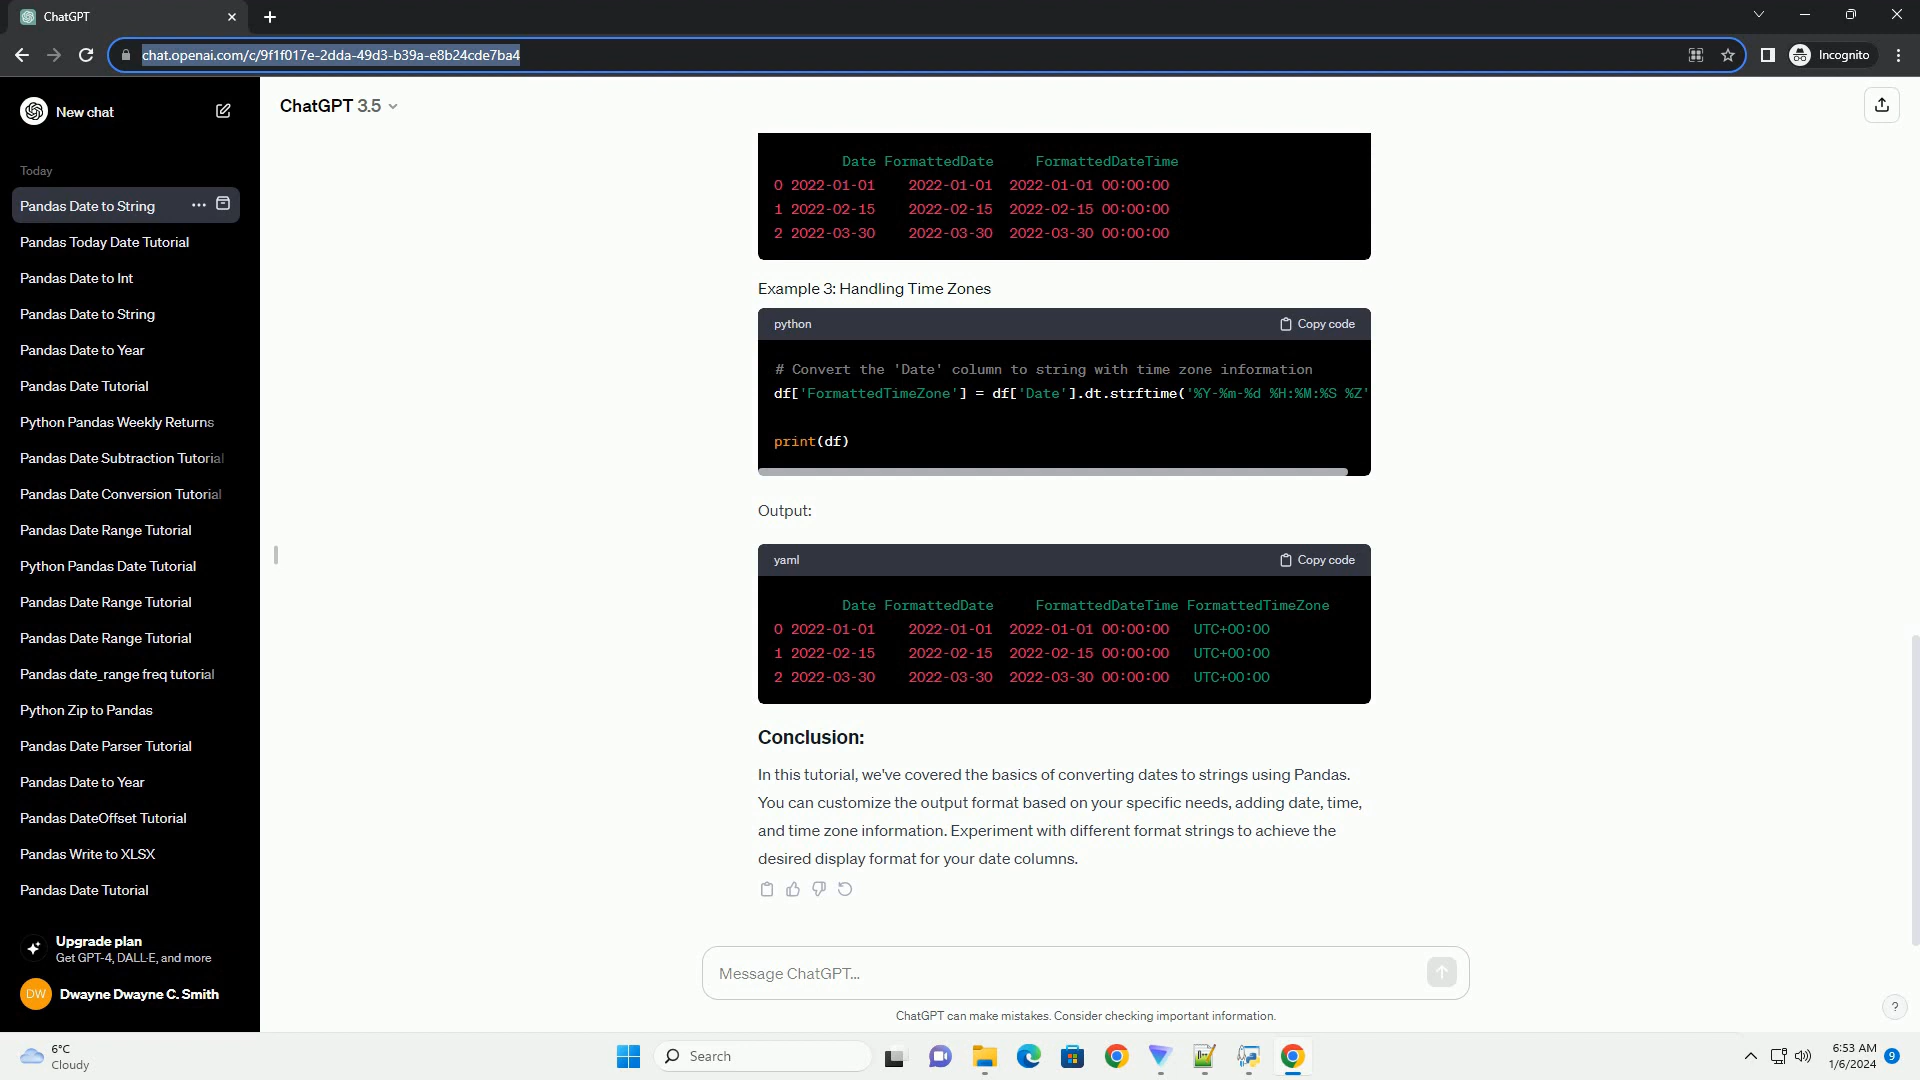 ChatGPT
chat.openai.com/c/9f1f017e-2dda-49d3-b39a-e8b24cde7ba4
Incognito
New chat
Today
Pandas Date to String
Pandas Today Date Tutorial
Pandas Date to Int
Pandas Date to String
Pandas Date to Year
Pandas Date Tutorial
Python Pandas Weekly Returns
Pandas Date Subtraction Tutorial
Pandas Date Conversion Tutorial
Pandas Date Range Tutorial
Python Pandas Date Tutorial
Pandas Date Range Tutorial
Pandas Date Range Tutorial
Pandas date_range freq tutorial
Python Zip to Pandas
Pandas Date Parser Tutorial
Pandas Date to Year
Pandas DateOffset Tutorial
Pandas Write to XLSX
Pandas Date Tutorial
Upgrade plan
Get GPT-4, DALL·E, and more
DW
Dwayne Dwayne C. Smith
ChatGPT 3.5
Date FormattedDate FormattedDateTime
0 2022-01-01 2022-01-01 2022-01-01 00:00:00
1 2022-02-15 2022-02-15 2022-02-15 00:00:00
2 2022-03-30 2022-03-30 2022-03-30 00:00:00
Example 3: Handling Time Zones
python Copy code
# Convert the 'Date' column to string with time zone information
df['FormattedTimeZone'] = df['Date'].dt.strftime('%Y-%m-%d %H:%M:%S %Z'
print(df)
Output:
yaml Copy code
Date FormattedDate FormattedDateTime FormattedTimeZone
0 2022-01-01 2022-01-01 2022-01-01 00:00:00 UTC+00:00
1 2022-02-15 2022-02-15 2022-02-15 00:00:00 UTC+00:00
2 2022-03-30 2022-03-30 2022-03-30 00:00:00 UTC+00:00
Conclusion:
In this tutorial, we've covered the basics of converting dates to strings using Pandas.
You can customize the output format based on your specific needs, adding date, time,
and time zone information. Experiment with different format strings to achieve the
desired display format for your date columns.
Message ChatGPT...
ChatGPT can make mistakes. Consider checking important information.
?
6°C
Cloudy
Search
6:53 AM
1/6/2024
9